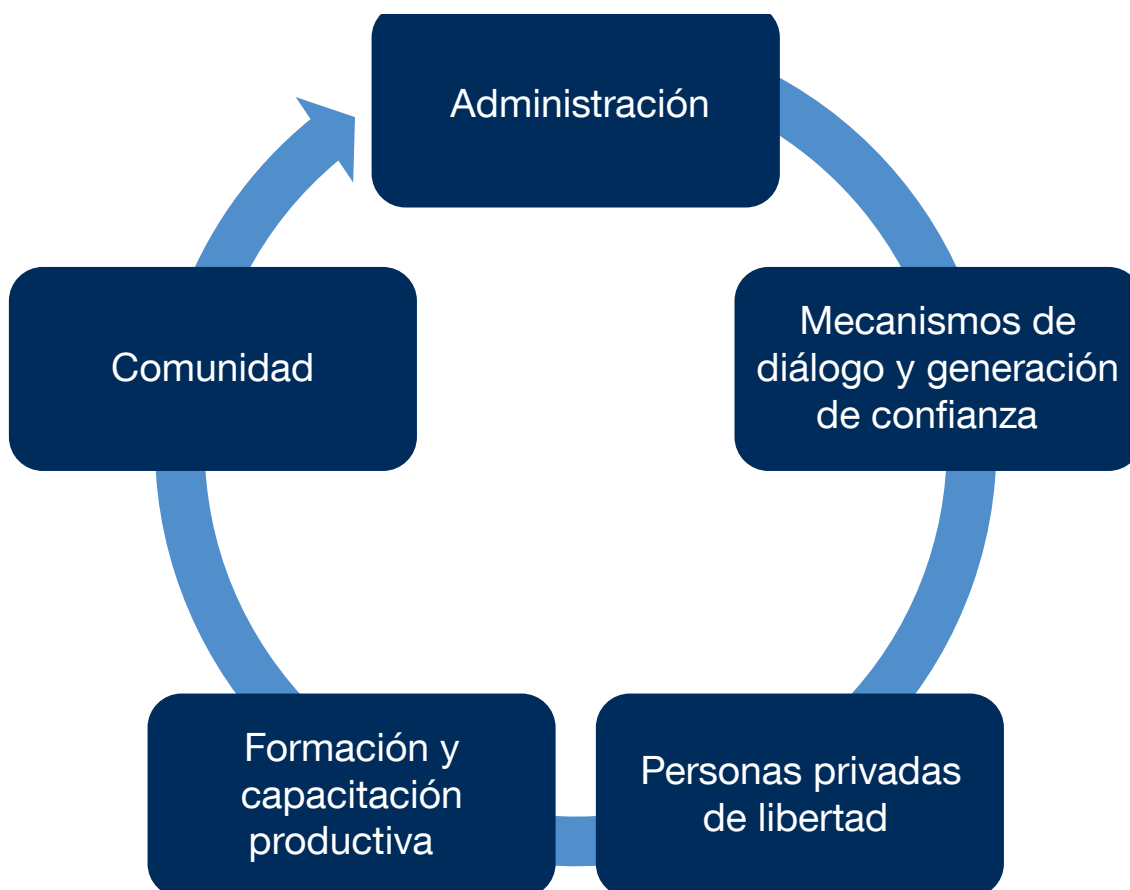 Administración
Mecanismos de
diálogo y generación
de confianza
Personas privadas
de libertad
Formación y
capacitación
productiva
Comunidad